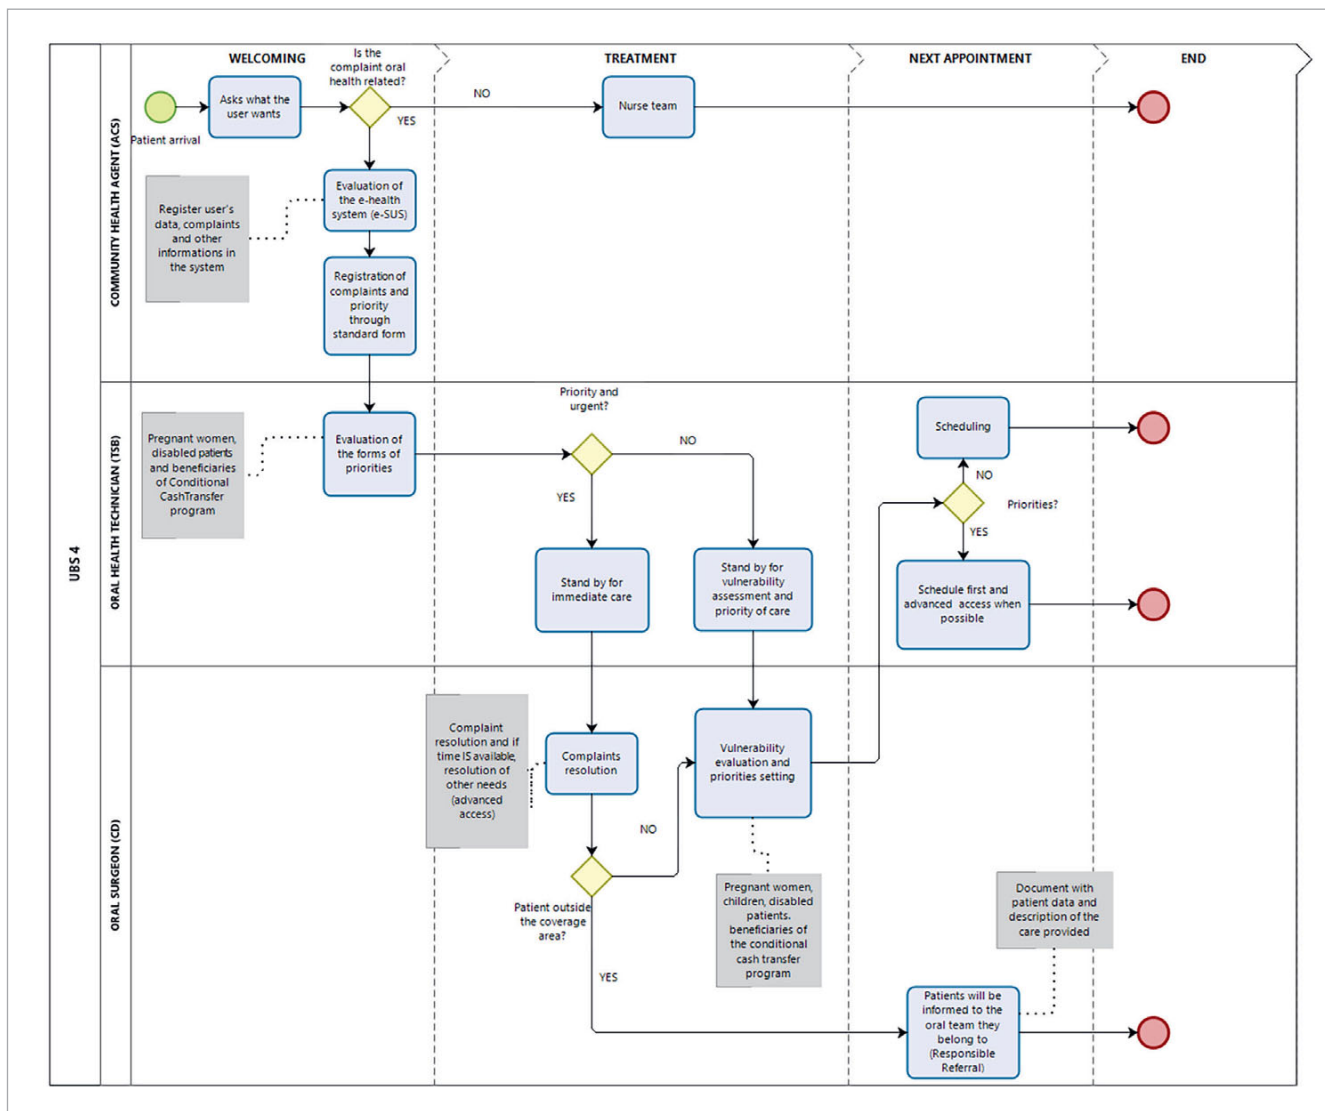 WELCOMING
TREATMENT
NEXT APPOINTMENT
END
UBS 4
COMMUNITY HEALTH AGENT (ACS)
Patient arrival
Asks what the
user wants
Is the
complaint oral
health related?
NO
YES
Nurse team
Register user's
data, complaints
and other
informations in
the system
Evaluation of
the e-health
system (e-SUS)
Registration of
complaints and
priority
through
standard form
ORAL HEALTH TECHNICIAN (TSB)
Pregnant women,
disabled patients
and beneficiaries
of Conditional
CashTransfer
program
Evaluation of
the forms of
priorities
Priority and
urgent?
NO
YES
Stand by for
immediate care
Stand by for
vulnerability
assessment and
priority of care
Scheduling
NO
Priorities?
YES
Schedule first and
advanced access when
possible
ORAL SURGEON (CD)
Complaint
resolution and if
time IS available,
resolution of
other needs
(advanced
access)
Complaints
resolution
Vulnerability
evaluation and
priorities setting
NO
Patient outside
the coverage
area?
YES
Pregnant women,
children, disabled
patients.
beneficiaries of
the conditional
cash transfer
program
Document with
patient data and
description of the
care provided
Patients will be
informed to the
oral team they
belong to
(Responsible
Referral)